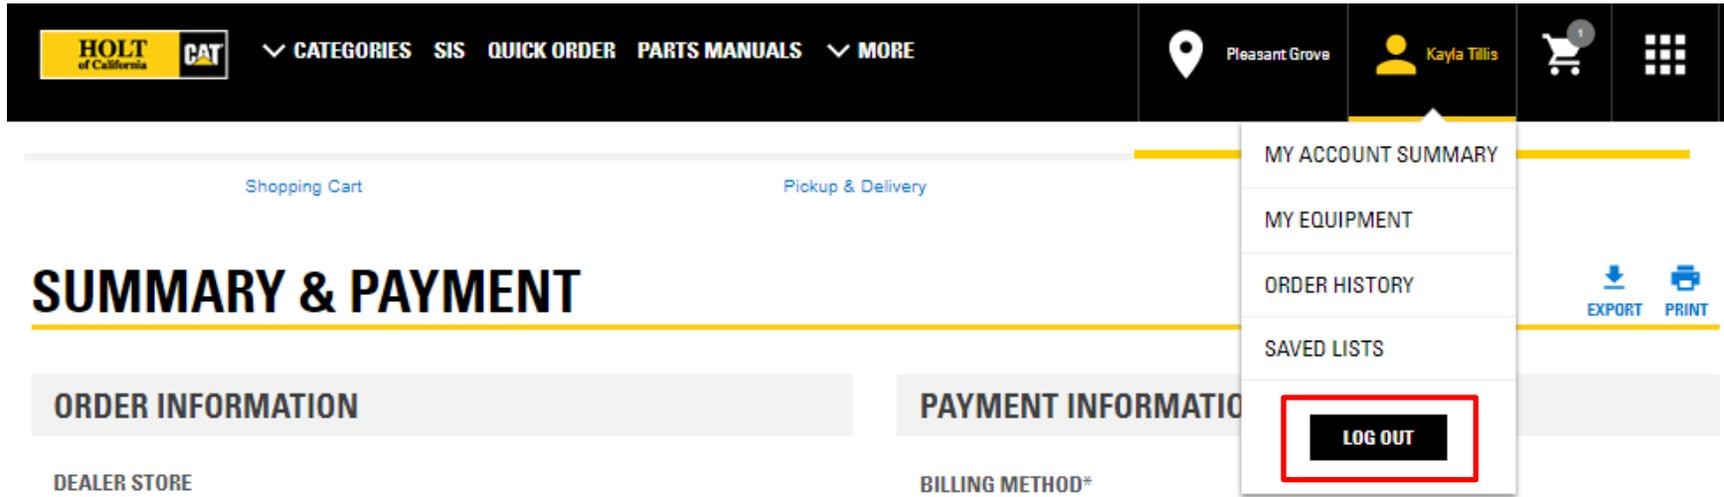 HOLT
of California
CAT
CATEGORIES SIS QUICK ORDER PARTS MANUALS MORE
Pleasant Grove
Kayla Tillis
1
MY ACCOUNT SUMMARY
Shopping Cart
Pickup & Delivery
MY EQUIPMENT
SUMMARY & PAYMENT
ORDER HISTORY
EXPORT PRINT
SAVED LISTS
ORDER INFORMATION
PAYMENT INFORMATIO
LOG OUT
DEALER STORE
BILLING METHOD*